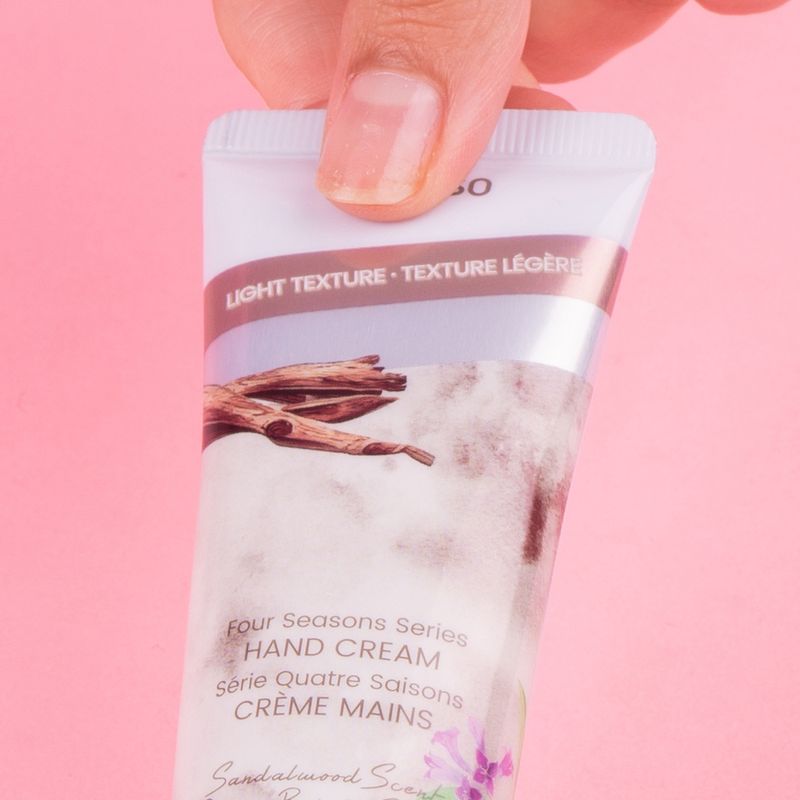 LIGHT TEXTURE · TEXTURE LÉGÈRE
Four Seasons Series
HAND CREAM
Série Quatre Saisons
CRÈME MAINS
Sandalwood Scent